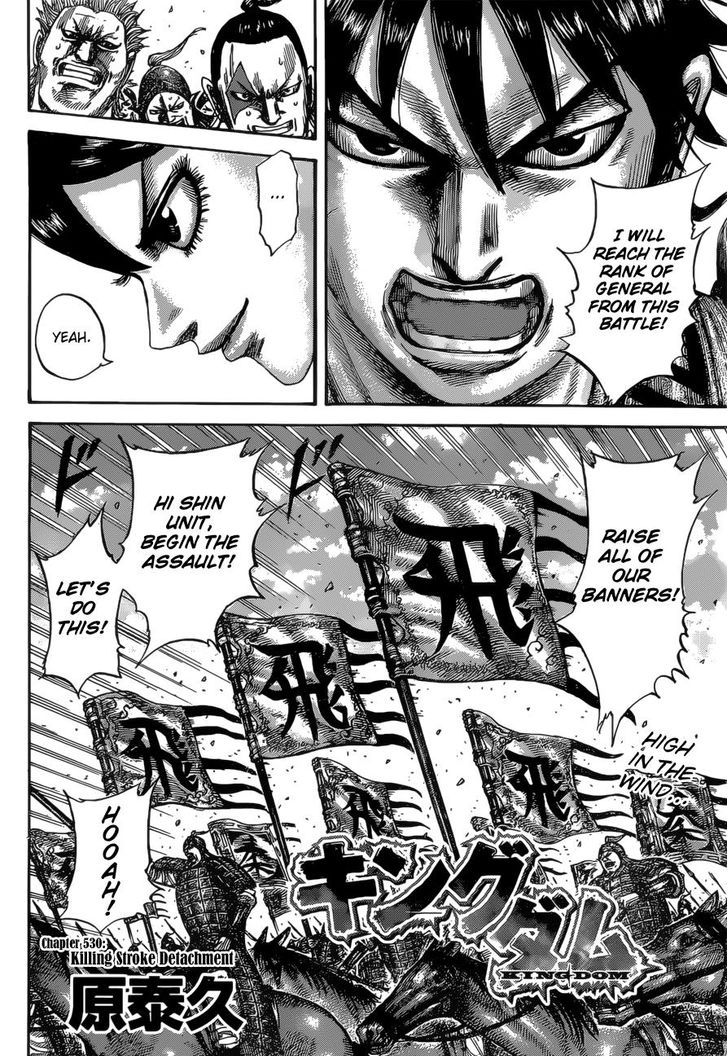 I WILL
REACH THE
RANK OF
GENERAL
FROM THIS
BATTLE!
...
YEAH.
RAISE
ALL OF
OUR
BANNERS!
HI SHIN
UNIT,
BEGIN THE
ASSAULT!
LET'S
DO
THIS!
ドドド
飛
飛
飛
飛
飛
HIGH
IN THE
WIND...
HOOAH!
キングダム
KINGDOM
Chapter 530:
Killing Stroke Detachment
原泰久